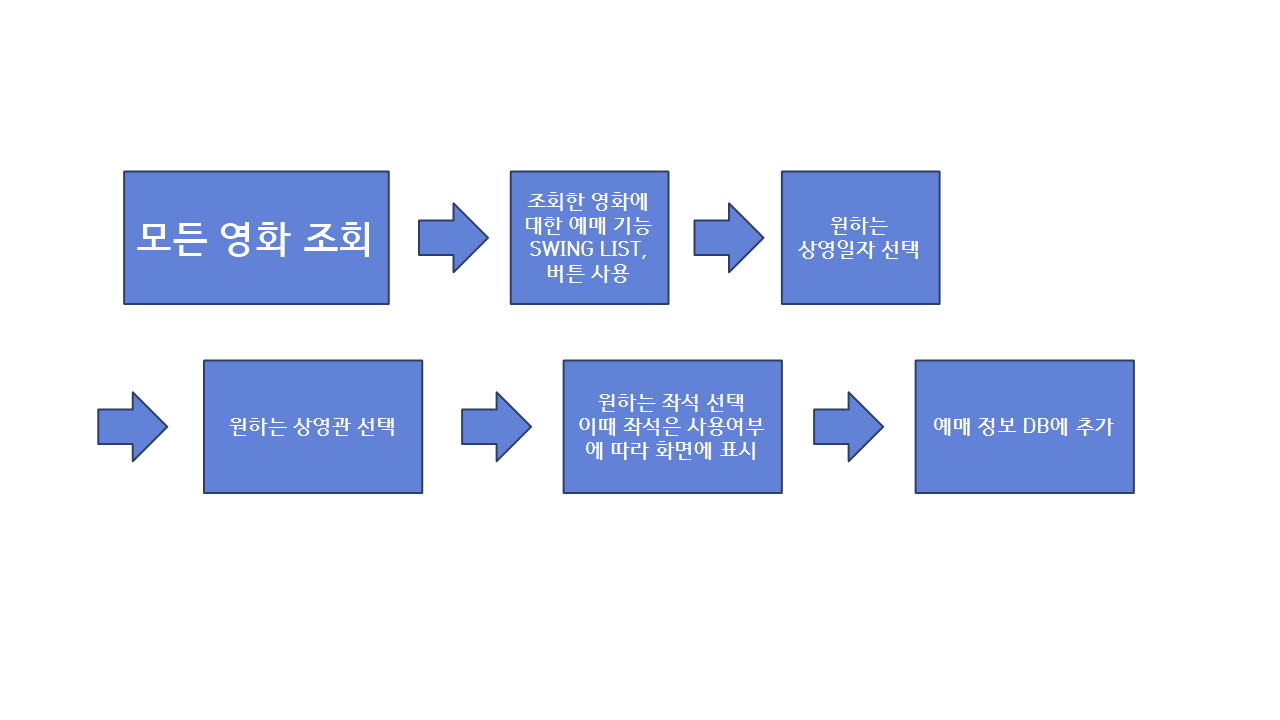 모든 영화 조회
조회한 영화에
대한 예매 기능
SWING LIST,
버튼 사용
원하는
상영일자 선택
원하는 상영관 선택
원하는 좌석 선택
이때 좌석은 사용여부
에 따라 화면에 표시
예매 정보 DB에 추가